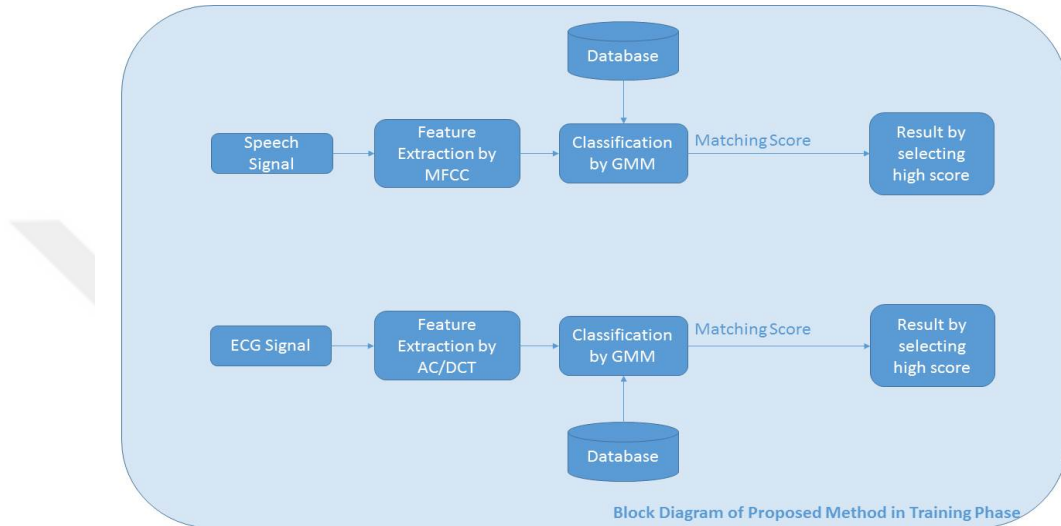 Database
Speech
Signal
Feature
Extraction by
MFCC
Classification
by GMM
Matching Score
Result by
selecting
high score
ECG Signal
Feature
Extraction by
AC/DCT
Classification
by GMM
Matching Score
Result by
selecting
high score
Database
Block Diagram of Proposed Method in Training Phase